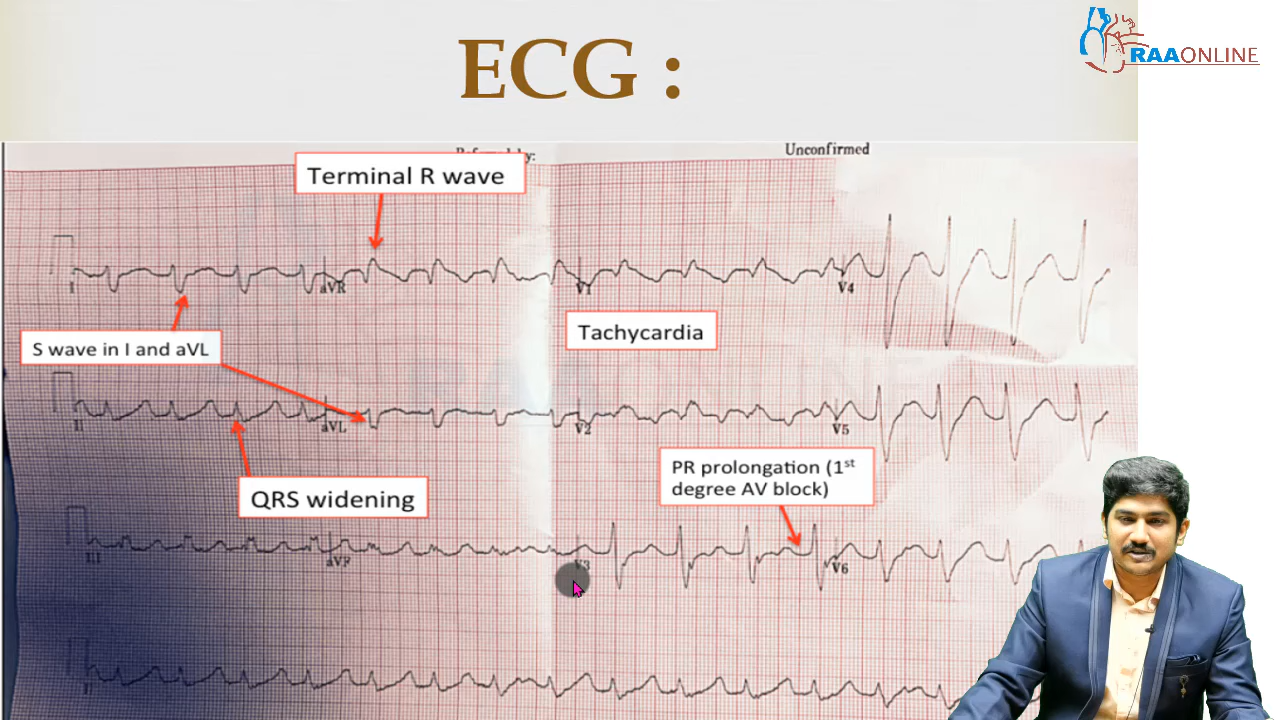 ECG :
RAAONLINE
Unconfirmed
Terminal R wave
I
aVR
V1
V4
Tachycardia
S wave in I and aVL
II
aVL
V2
V5
PR prolongation (1st
degree AV block)
QRS widening
III
aVF
V3
V6
II